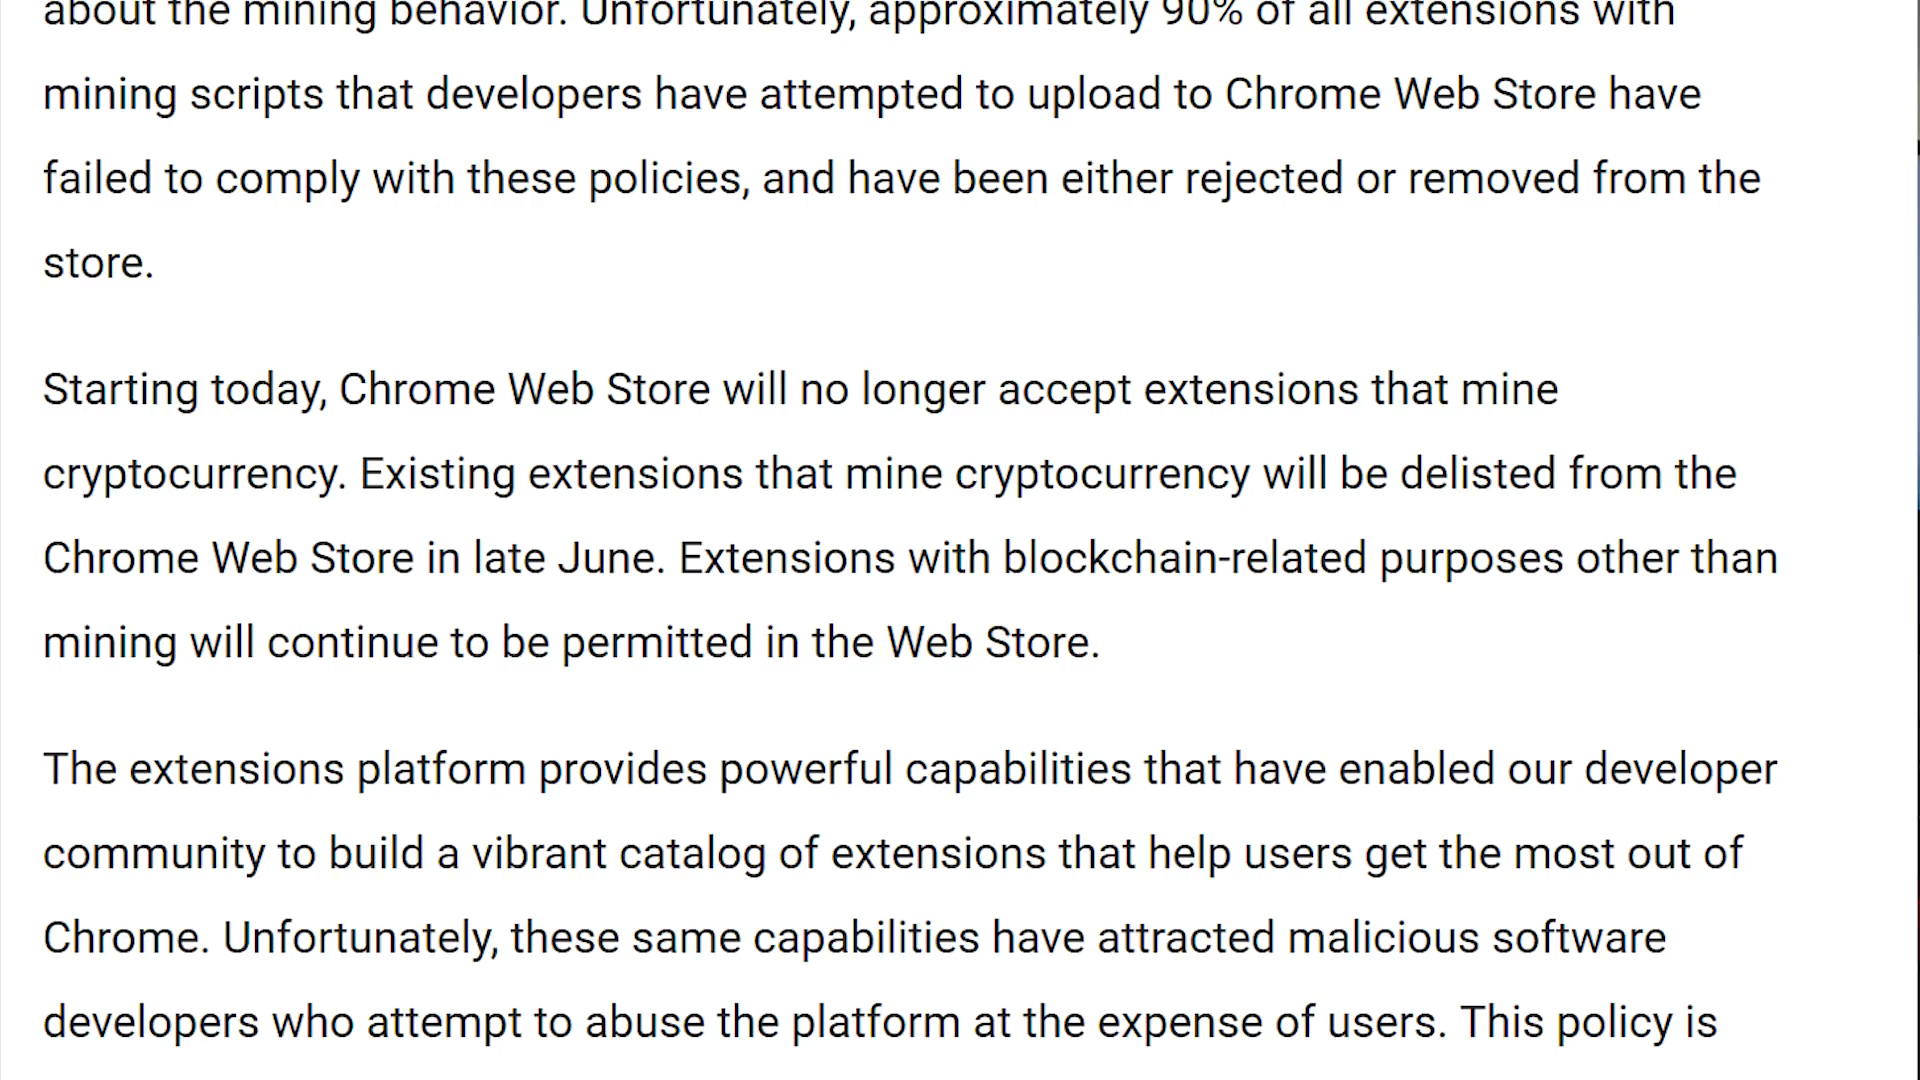 about the mining behavior. Unfortunately, approximately 90% of all extensions with
mining scripts that developers have attempted to upload to Chrome Web Store have
failed to comply with these policies, and have been either rejected or removed from the
store.
Starting today, Chrome Web Store will no longer accept extensions that mine
cryptocurrency. Existing extensions that mine cryptocurrency will be delisted from the
Chrome Web Store in late June. Extensions with blockchain-related purposes other than
mining will continue to be permitted in the Web Store.
The extensions platform provides powerful capabilities that have enabled our developer
community to build a vibrant catalog of extensions that help users get the most out of
Chrome. Unfortunately, these same capabilities have attracted malicious software
developers who attempt to abuse the platform at the expense of users. This policy is